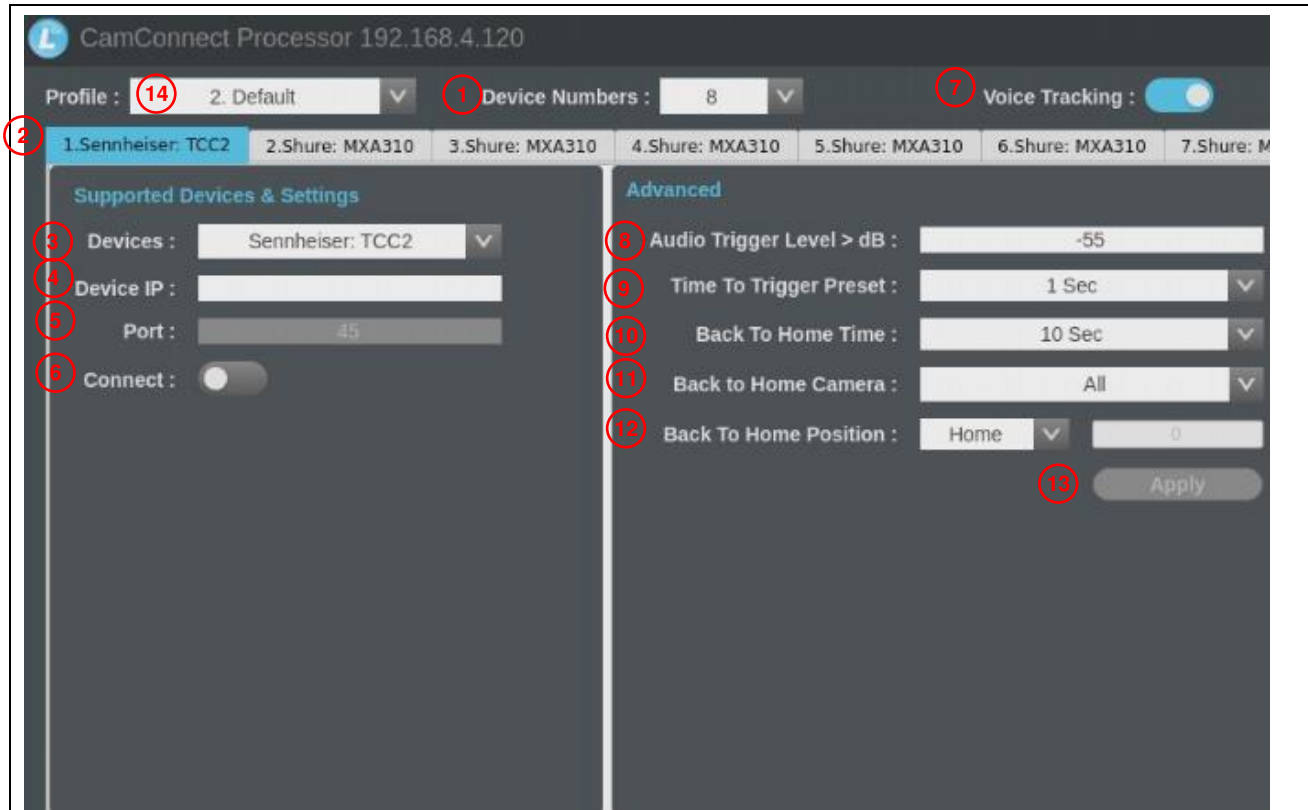 CamConnect Processor 192.168.4.120
Profile : 14 2. Default 1 Device Numbers : 8 7 Voice Tracking :
2 1.Sennheiser: TCC2 2.Shure: MXA310 3.Shure: MXA310 4.Shure: MXA310 5.Shure: MXA310 6.Shure: MXA310 7.Shure: M
Supported Devices & Settings
3 Devices : Sennheiser: TCC2
4 Device IP :
5 Port : 45
6 Connect :
Advanced
8 Audio Trigger Level > dB : -55
9 Time To Trigger Preset : 1 Sec
10 Back To Home Time : 10 Sec
11 Back to Home Camera : All
12 Back To Home Position : Home 0
13 Apply